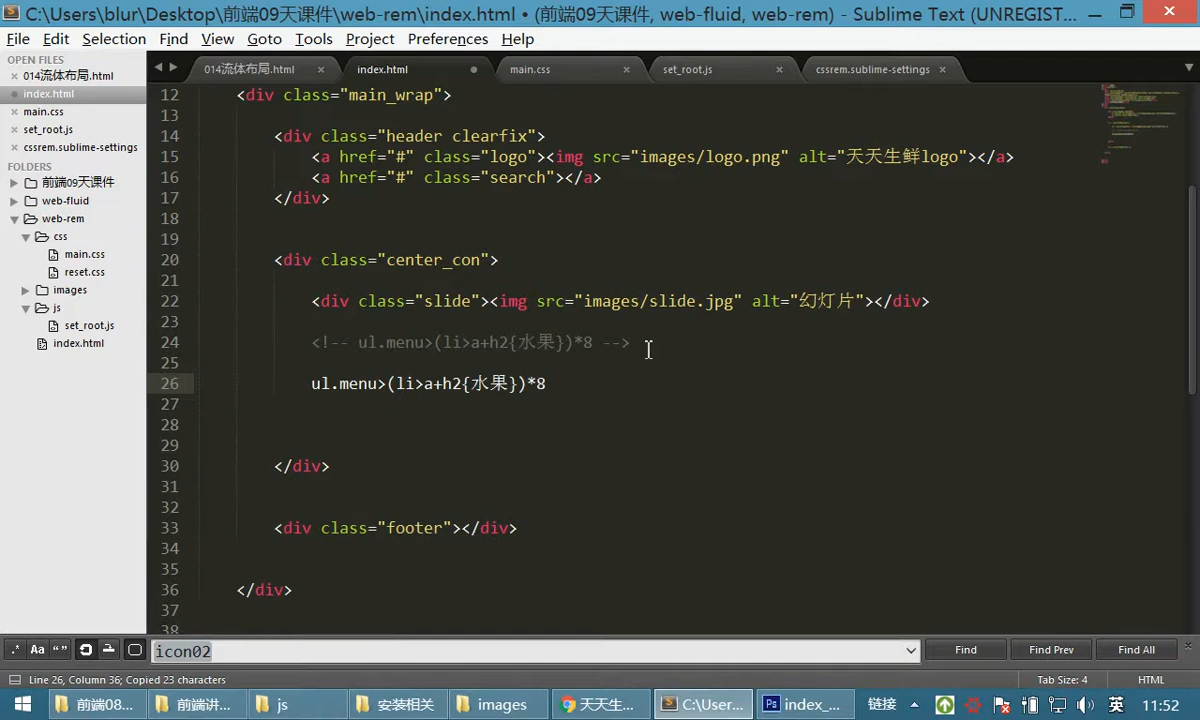 C:\Users\blur\Desktop\前端09天课件\web-rem\index.html • (前端09天课件, web-fluid, web-rem) - Sublime Text (UNREGIST...
File Edit Selection Find View Goto Tools Project Preferences Help
OPEN FILES
014流体布局.html
index.html
main.css
set_root.js
cssrem.sublime-settings
FOLDERS
前端09天课件
web-fluid
web-rem
css
main.css
reset.css
images
js
set_root.js
index.html
014流体布局.html × index.html main.css × set_root.js × cssrem.sublime-settings ×
12 <div class="main_wrap">
13
14 <div class="header clearfix">
15 <a href="#" class="logo"><img src="images/logo.png" alt="天天生鲜logo"></a>
16 <a href="#" class="search"></a>
17 </div>
18
19
20 <div class="center_con">
21
22 <div class="slide"><img src="images/slide.jpg" alt="幻灯片"></div>
23
24 <!-- ul.menu>(li>a+h2{水果})*8 -->
25
26 ul.menu>(li>a+h2{水果})*8
27
28
29
30 </div>
31
32
33 <div class="footer"></div>
34
35
36 </div>
37
38
.* Aa “ ” icon02 Find Find Prev Find All
Line 26, Column 36; Copied 23 characters Tab Size: 4 HTML
前端08... 前端讲... js 安装相关 images 天天生... C:\User... index_... 链接 英 11:52